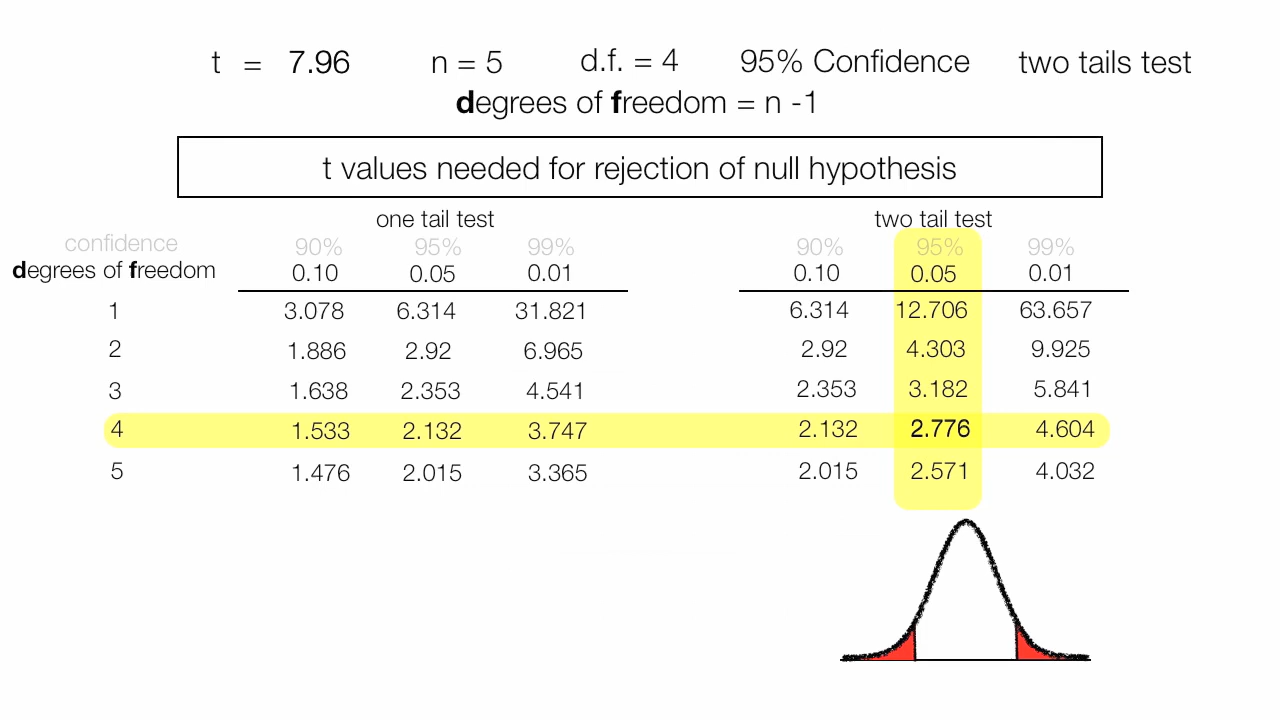 t = 7.96 n = 5 d.f. = 4 95% Confidence two tails test
degrees of freedom = n -1
t values needed for rejection of null hypothesis
one tail test two tail test
confidence 90% 95% 99% 90% 95% 99%
degrees of freedom 0.10 0.05 0.01 0.10 0.05 0.01
1 3.078 6.314 31.821 6.314 12.706 63.657
2 1.886 2.92 6.965 2.92 4.303 9.925
3 1.638 2.353 4.541 2.353 3.182 5.841
4 1.533 2.132 3.747 2.132 2.776 4.604
5 1.476 2.015 3.365 2.015 2.571 4.032